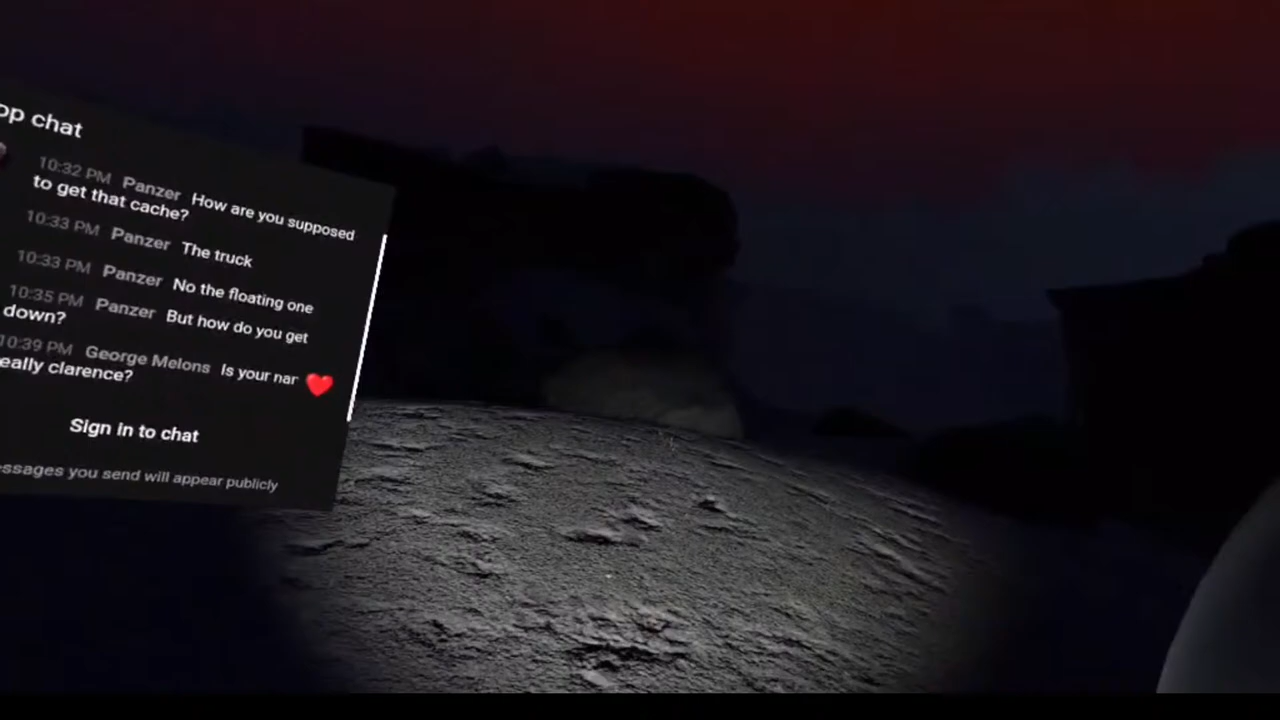 op chat
10:32 PM Panzer How are you supposed
to get that cache?
10:33 PM Panzer The truck
10:33 PM Panzer No the floating one
10:35 PM Panzer But how do you get
down?
10:39 PM George Melons Is your nar
eally clarence?
Sign in to chat
essages you send will appear publicly